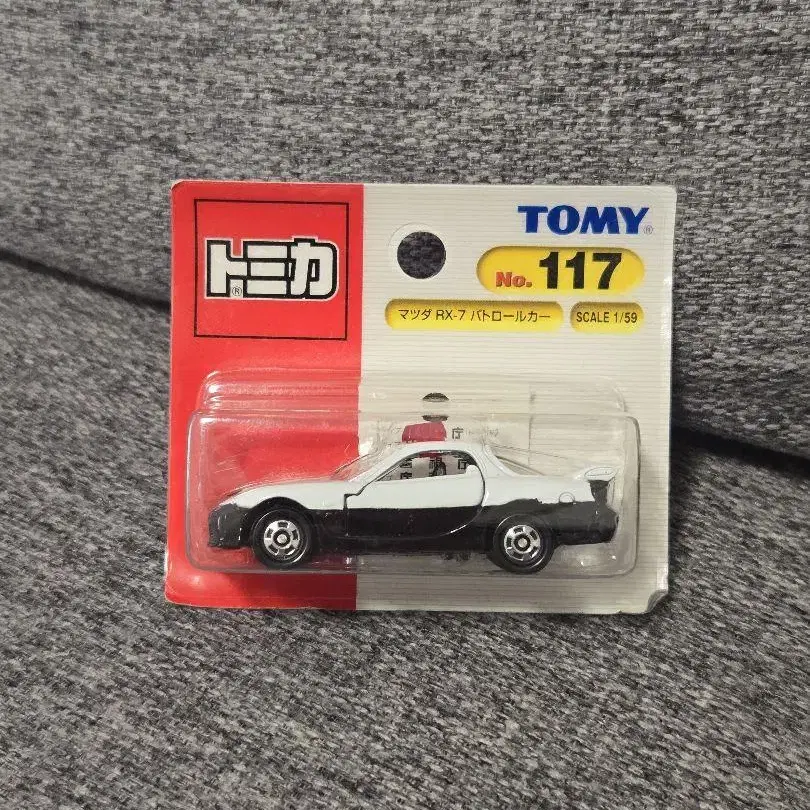 トミカ®
TOMY®
No. 117
マツダ RX-7 パトロールカー
SCALE 1/59